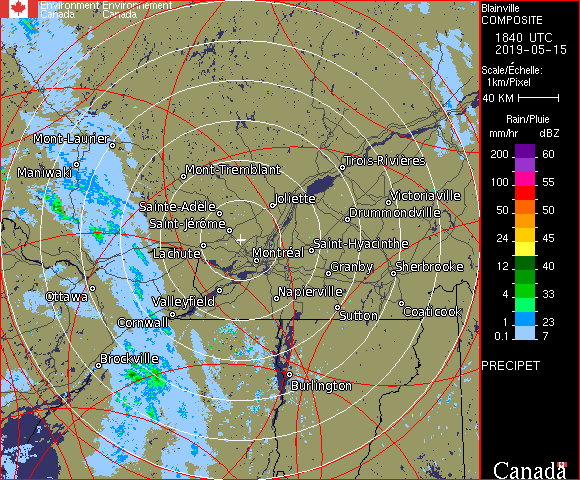 Environment Environnement
Canada Canada
Mont-Laurier
Maniwaki
Mont-Tremblant
Trois-Rivières
Sainte-Adèle
Joliette
Victoriaville
Saint-Jérôme
Drummondville
Lachute
Montréal
Saint-Hyacinthe
Granby
Sherbrooke
Ottawa
Valleyfield
Napierville
Cornwall
Sutton
Coaticook
Brockville
Burlington
Blainville
COMPOSITE
1840 UTC
2019-05-15
Scale/Échelle:
1km/Pixel
40 KM
Rain/Pluie
mm/hr dBZ
200 60
100 55
50 50
24 45
12 40
4 33
1 23
0.1 7
PRECIPET
Canada